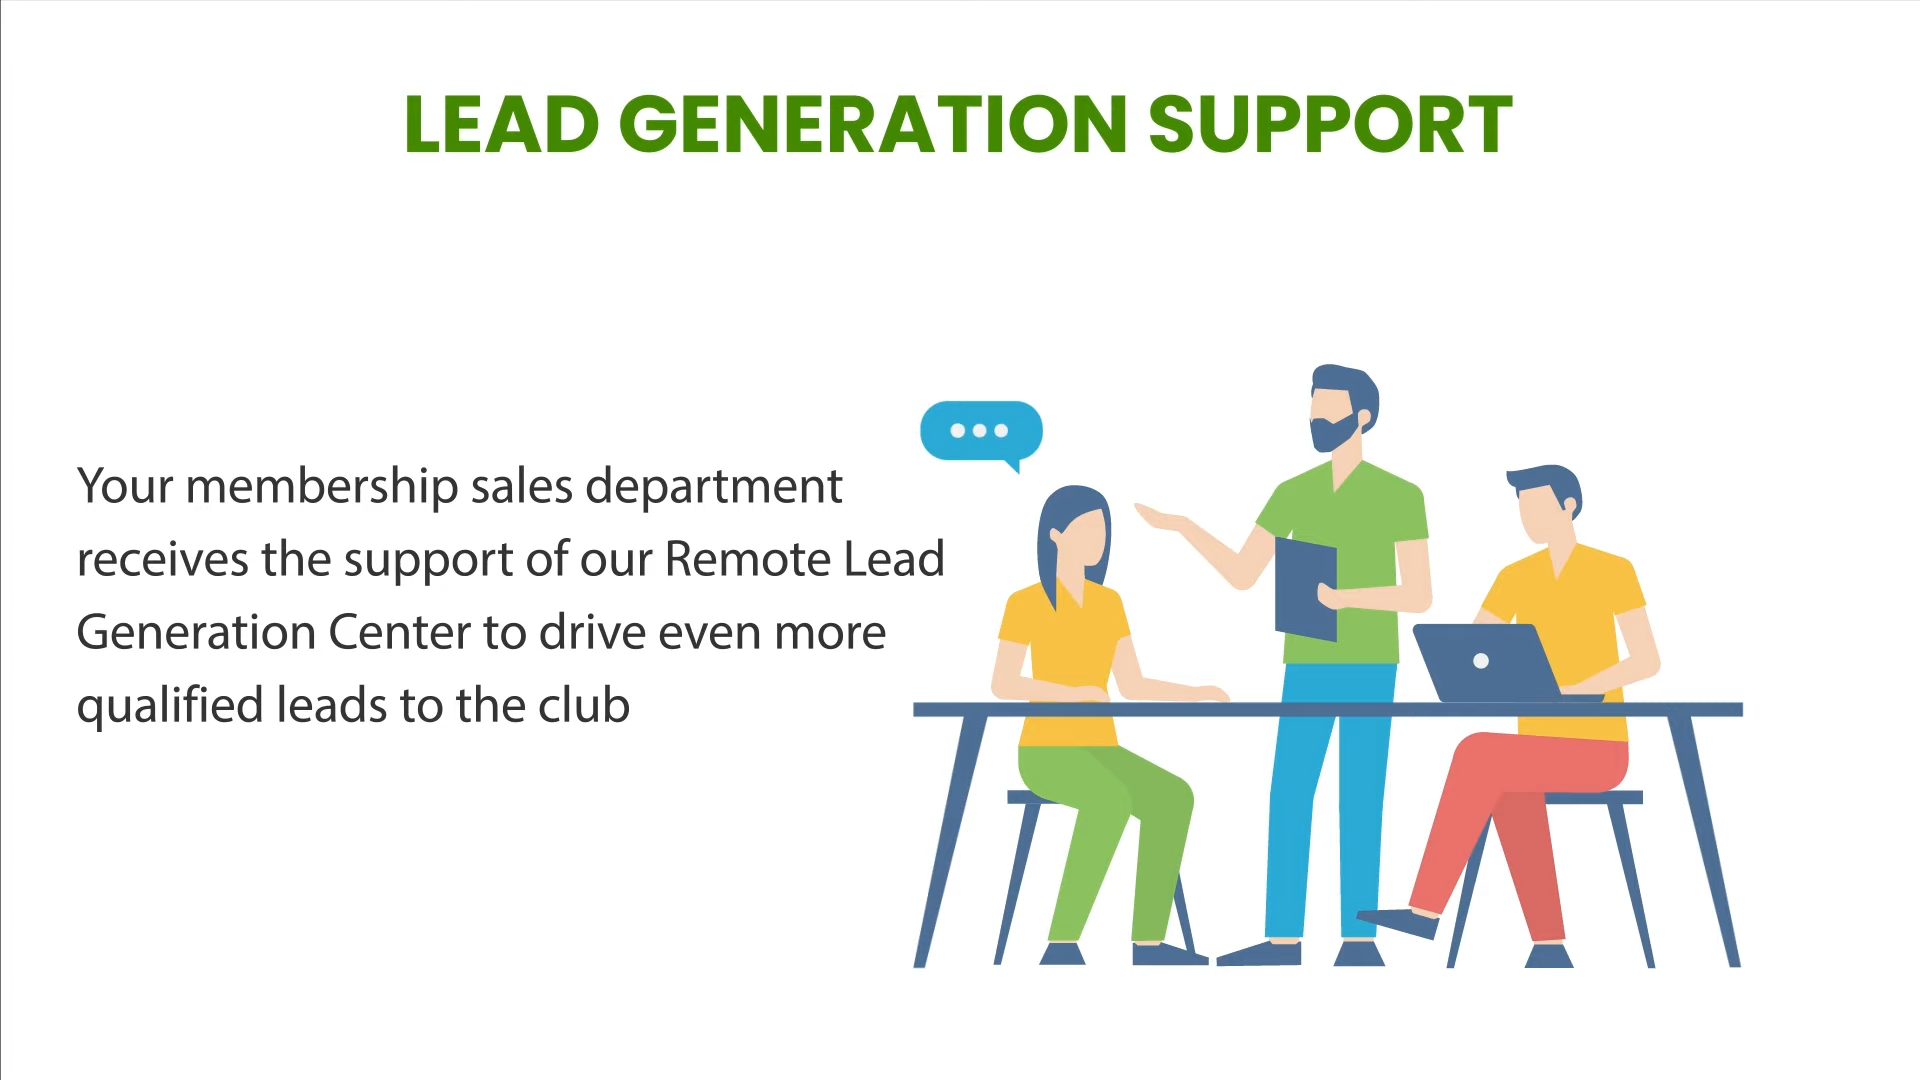 LEAD GENERATION SUPPORT
Your membership sales department
receives the support of our Remote Lead
Generation Center to drive even more
qualified leads to the club